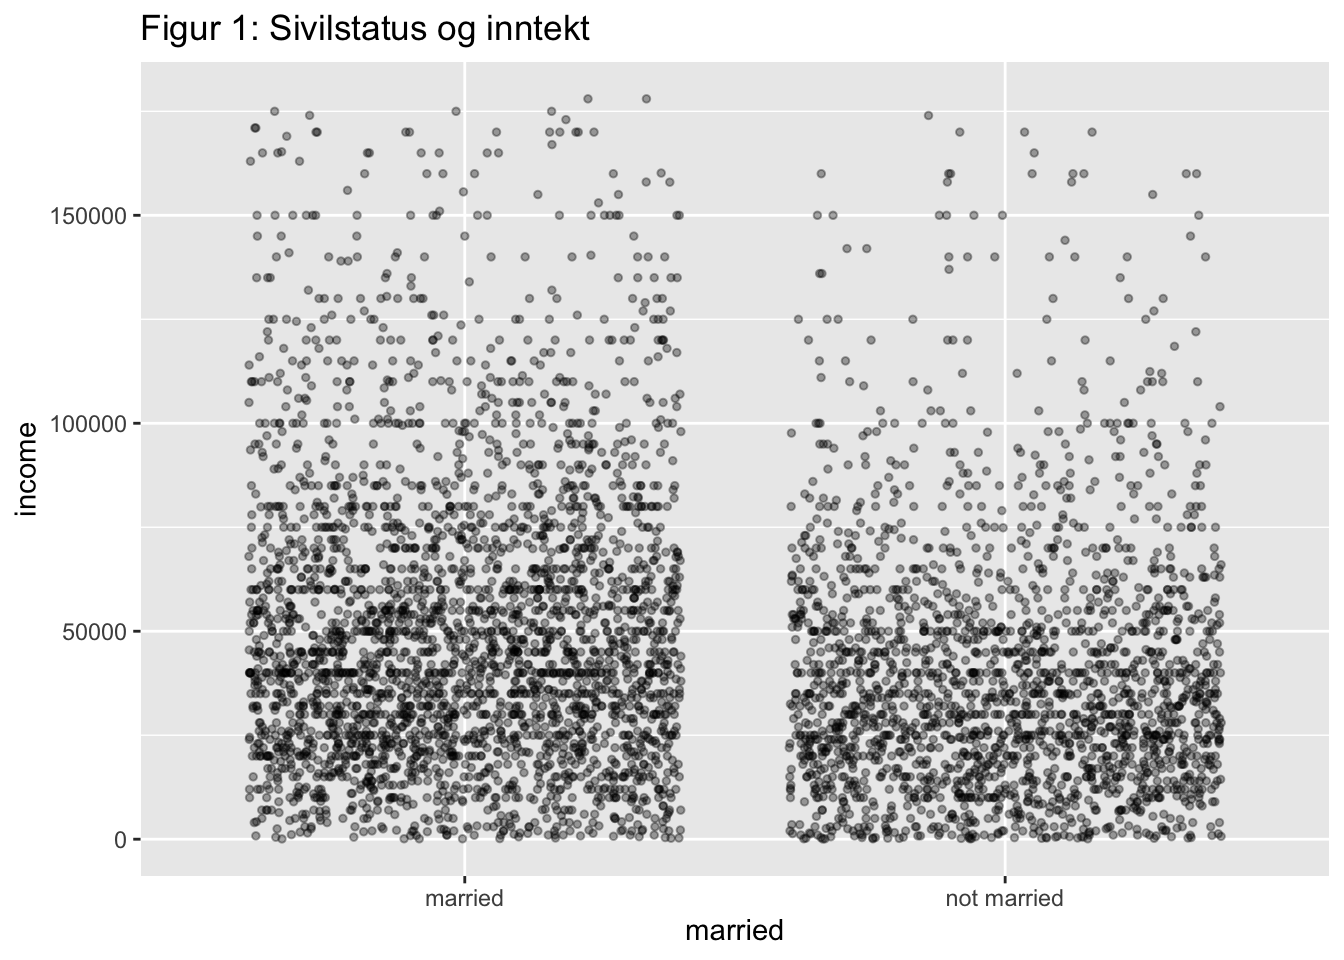 Figur 1: Sivilstatus og inntekt
income
150000
100000
50000
0
married
not married
married